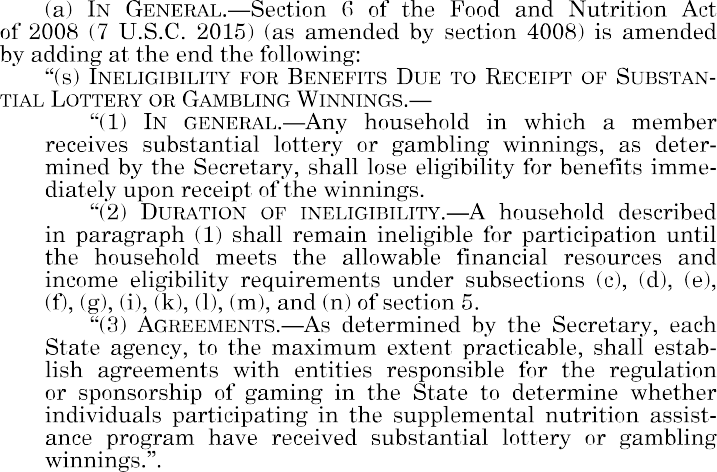 (a) IN GENERAL.—Section 6 of the Food and Nutrition Act
of 2008 (7 U.S.C. 2015) (as amended by section 4008) is amended
by adding at the end the following:
“(s) INELIGIBILITY FOR BENEFITS DUE TO RECEIPT OF SUBSTAN-
TIAL LOTTERY OR GAMBLING WINNINGS.—
“(1) IN GENERAL.—Any household in which a member
receives substantial lottery or gambling winnings, as deter-
mined by the Secretary, shall lose eligibility for benefits imme-
diately upon receipt of the winnings.
“(2) DURATION OF INELIGIBILITY.—A household described
in paragraph (1) shall remain ineligible for participation until
the household meets the allowable financial resources and
income eligibility requirements under subsections (c), (d), (e),
(f), (g), (i), (k), (l), (m), and (n) of section 5.
“(3) AGREEMENTS.—As determined by the Secretary, each
State agency, to the maximum extent practicable, shall estab-
lish agreements with entities responsible for the regulation
or sponsorship of gaming in the State to determine whether
individuals participating in the supplemental nutrition assist-
ance program have received substantial lottery or gambling
winnings.”.